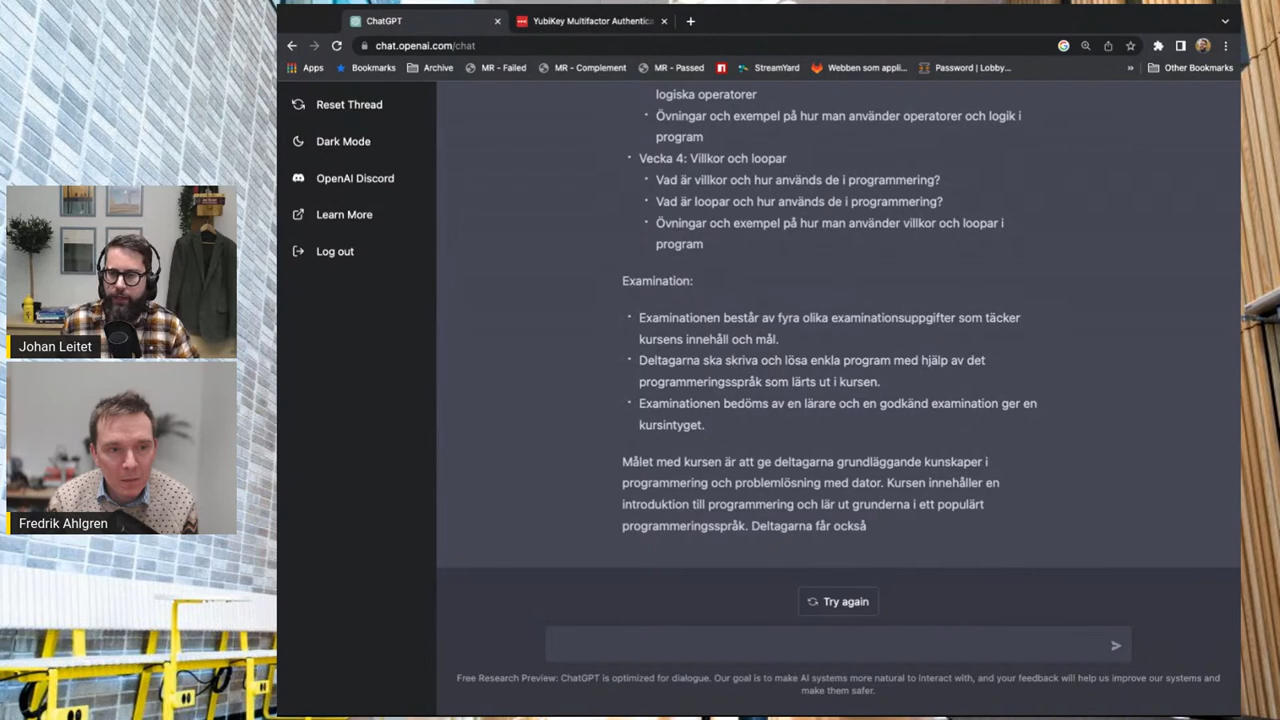 ChatGPT
YubiKey Multifactor Authentica
chat.openai.com/chat
Apps
Bookmarks
Archive
MR - Failed
MR - Complement
MR - Passed
StreamYard
Webben som appli...
Password | Lobby...
»
Other Bookmarks
Reset Thread
Dark Mode
OpenAI Discord
Learn More
Log out
logiska operatorer
Övningar och exempel på hur man använder operatorer och logik i
program
Vecka 4: Villkor och loopar
Vad är villkor och hur används de i programmering?
Vad är loopar och hur används de i programmering?
Övningar och exempel på hur man använder villkor och loopar i
program
Examination:
Examinationen består av fyra olika examinationsuppgifter som täcker
kursens innehåll och mål.
Deltagarna ska skriva och lösa enkla program med hjälp av det
programmeringsspråk som lärts ut i kursen.
Examinationen bedöms av en lärare och en godkänd examination ger en
kursintyget.
Målet med kursen är att ge deltagarna grundläggande kunskaper i
programmering och problemlösning med dator. Kursen innehåller en
introduktion till programmering och lär ut grunderna i ett populärt
programmeringsspråk. Deltagarna får också
Try again
Free Research Preview: ChatGPT is optimized for dialogue. Our goal is to make AI systems more natural to interact with, and your feedback will help us improve our systems and
make them safer.
Johan Leitet
Fredrik Ahlgren